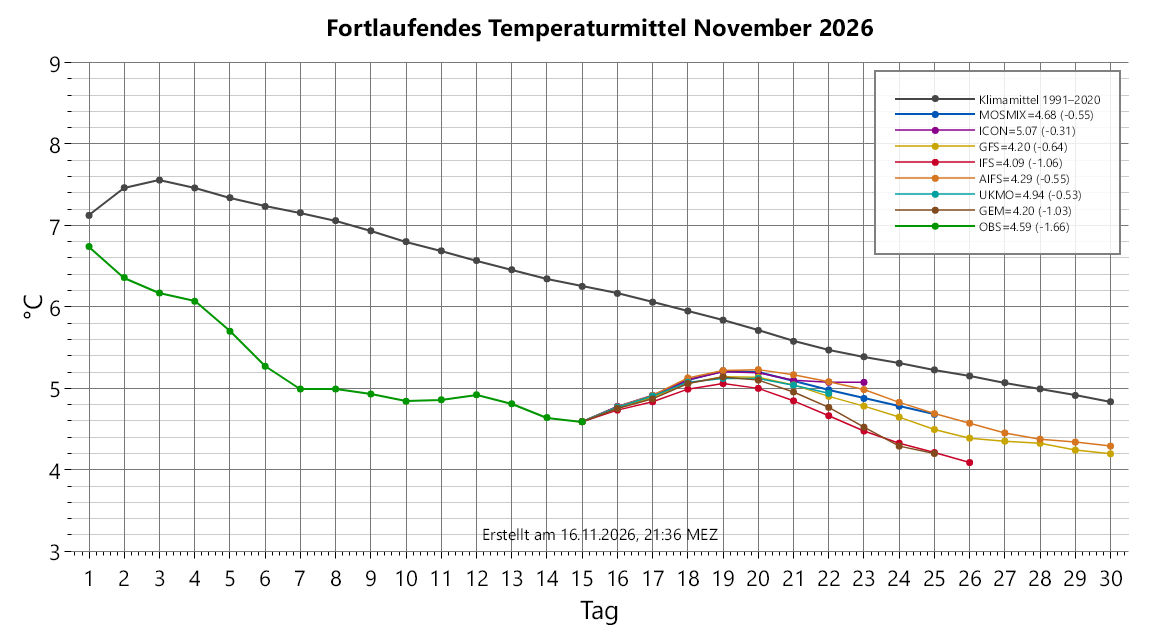 Fortlaufendes Temperaturmittel November 2026
9
8
7
6
5
4
3
°C
Klimamittel 1991–2020
MOSMIX=4.68 (-0.55)
ICON=5.07 (-0.31)
GFS=4.20 (-0.64)
IFS=4.09 (-1.06)
AIFS=4.29 (-0.55)
UKMO=4.94 (-0.53)
GEM=4.20 (-1.03)
OBS=4.59 (-1.66)
Erstellt am 16.11.2026, 21:36 MEZ
1 2 3 4 5 6 7 8 9 10 11 12 13 14 15 16 17 18 19 20 21 22 23 24 25 26 27 28 29 30
Tag